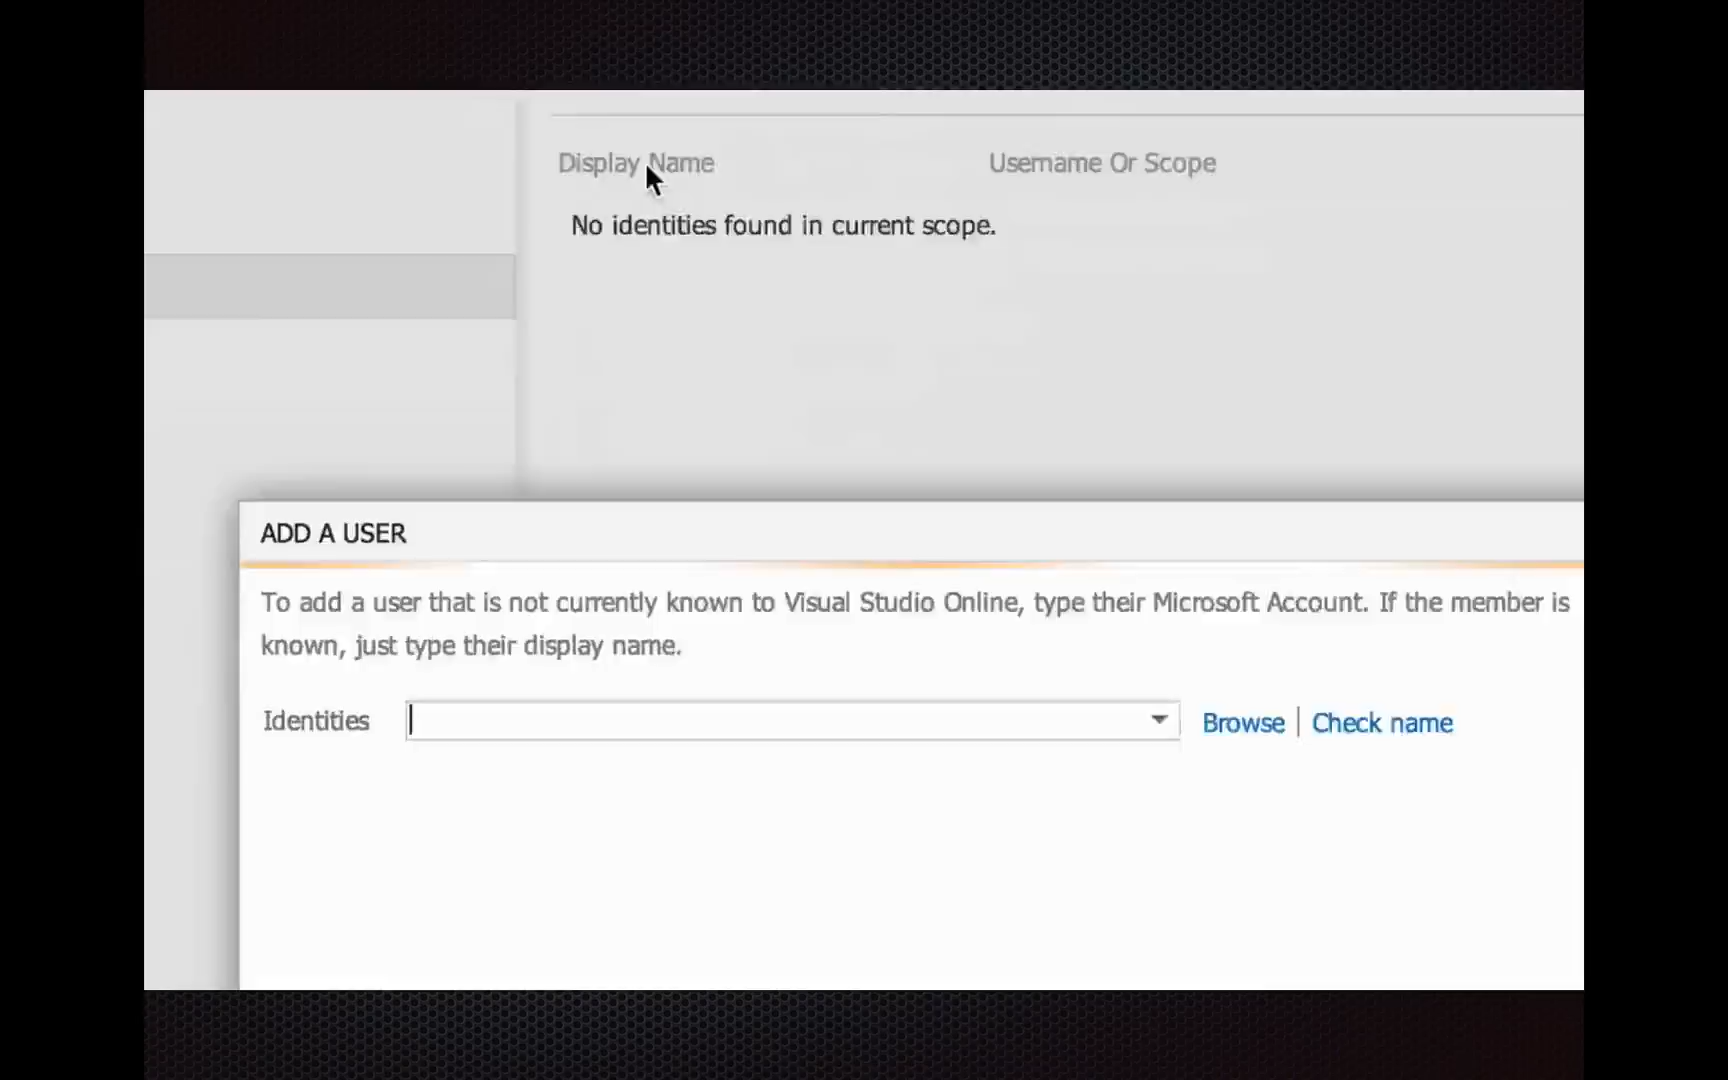 Display Name Username Or Scope
No identities found in current scope.
ADD A USER
To add a user that is not currently known to Visual Studio Online, type their Microsoft Account. If the member is
known, just type their display name.
Identities Browse | Check name